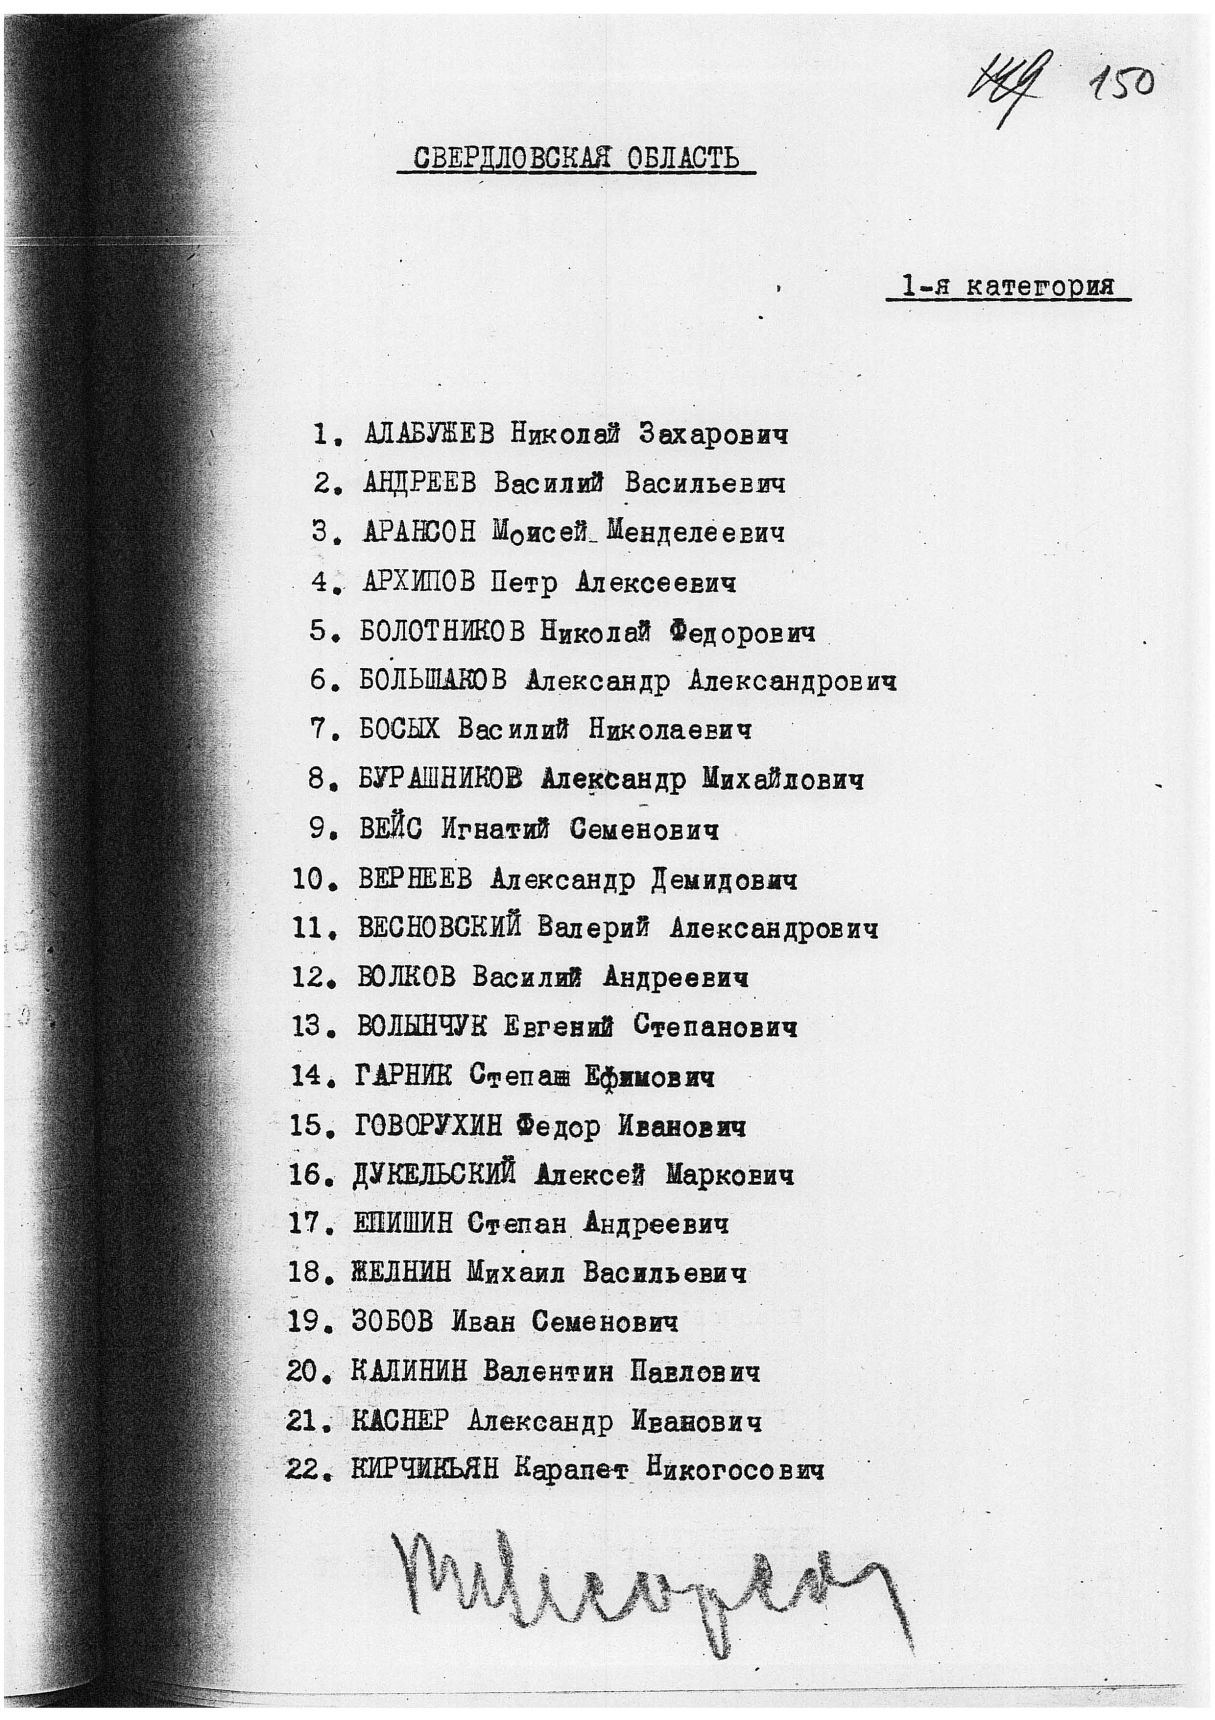 149 150
СВЕРДЛОВСКАЯ ОБЛАСТЬ
1-я категория
1. АЛАБУЖЕВ Николай Захарович
2. АНДРЕЕВ Василий Васильевич
3. АРАНСОН Моисей Менделеевич
4. АРХИПОВ Петр Алексеевич
5. БОЛОТНИКОВ Николай Федорович
6. БОЛЬШАКОВ Александр Александрович
7. БОСЫХ Василий Николаевич
8. БУРАШНИКОВ Александр Михайлович
9. ВЕЙС Игнатий Семенович
10. ВЕРНЕЕВ Александр Демидович
11. ВЕСНОВСКИЙ Валерий Александрович
12. ВОЛКОВ Василий Андреевич
13. ВОЛЫНЧУК Евгений Степанович
14. ГАРНИК Степан Ефимович
15. ГОВОРУХИН Федор Иванович
16. ДУКЕЛЬСКИЙ Алексей Маркович
17. ЕПИШИН Степан Андреевич
18. ЖЕЛНИН Михаил Васильевич
19. ЗОБОВ Иван Семенович
20. КАЛИНИН Валентин Павлович
21. КАСНЕР Александр Иванович
22. КИРЧИКЬЯН Карапет Никогосович